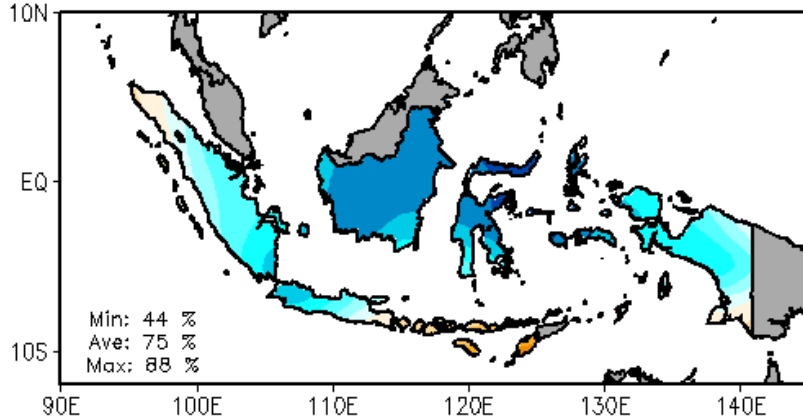 10N
EQ
Min: 44 %
Ave: 75 %
10S
Max: 88 %
90E 100E 110E 120E 130E 140E